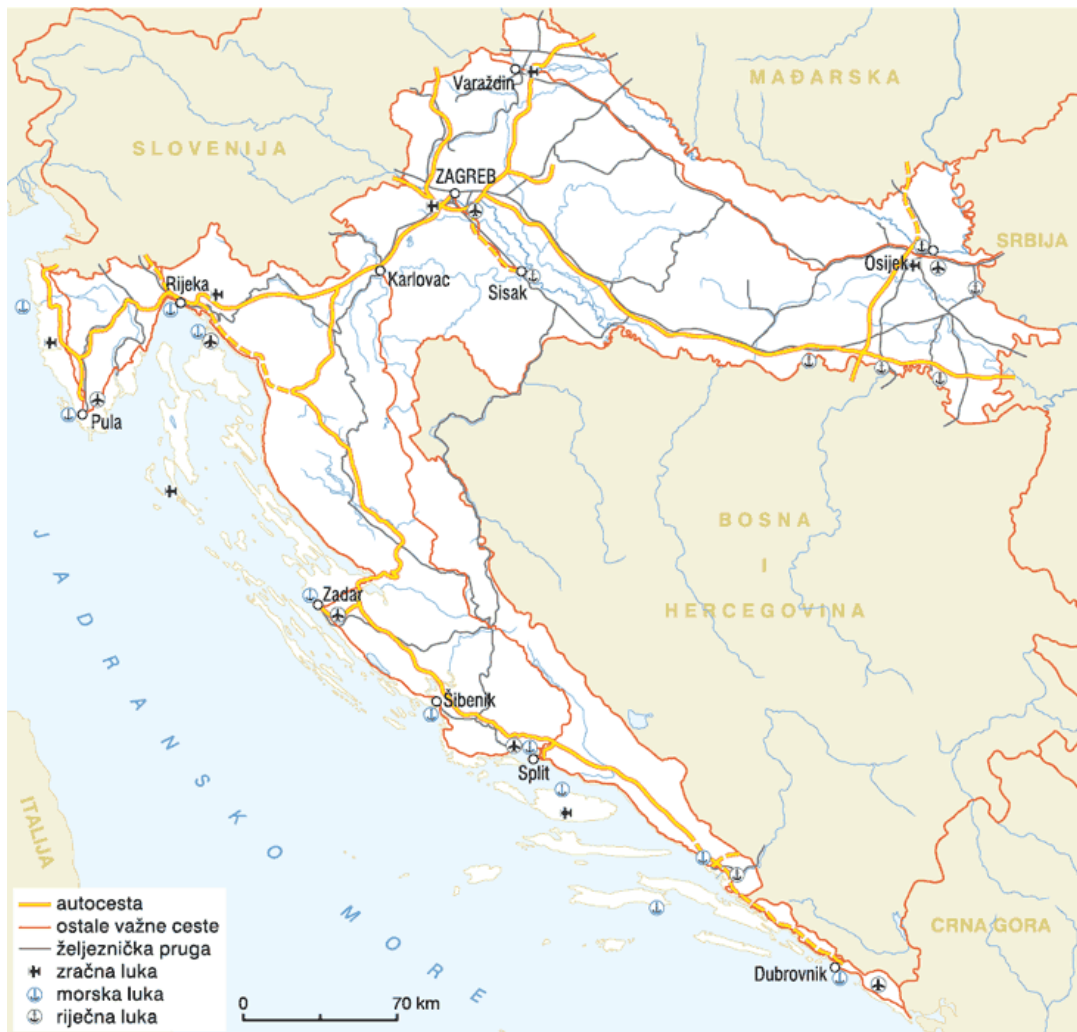 MAĐARSKA
Varaždin
SLOVENIJA
ZAGREB
SRBIJA
Osijek
Karlovac
Sisak
Rijeka
Pula
BOSNA
I
HERCEGOVINA
JADRANSKO MORE
Zadar
Šibenik
Split
ITALIJA
CRNA GORA
Dubrovnik
autocesta
ostale važne ceste
željeznička pruga
zračna luka
morska luka
riječna luka
0 70 km